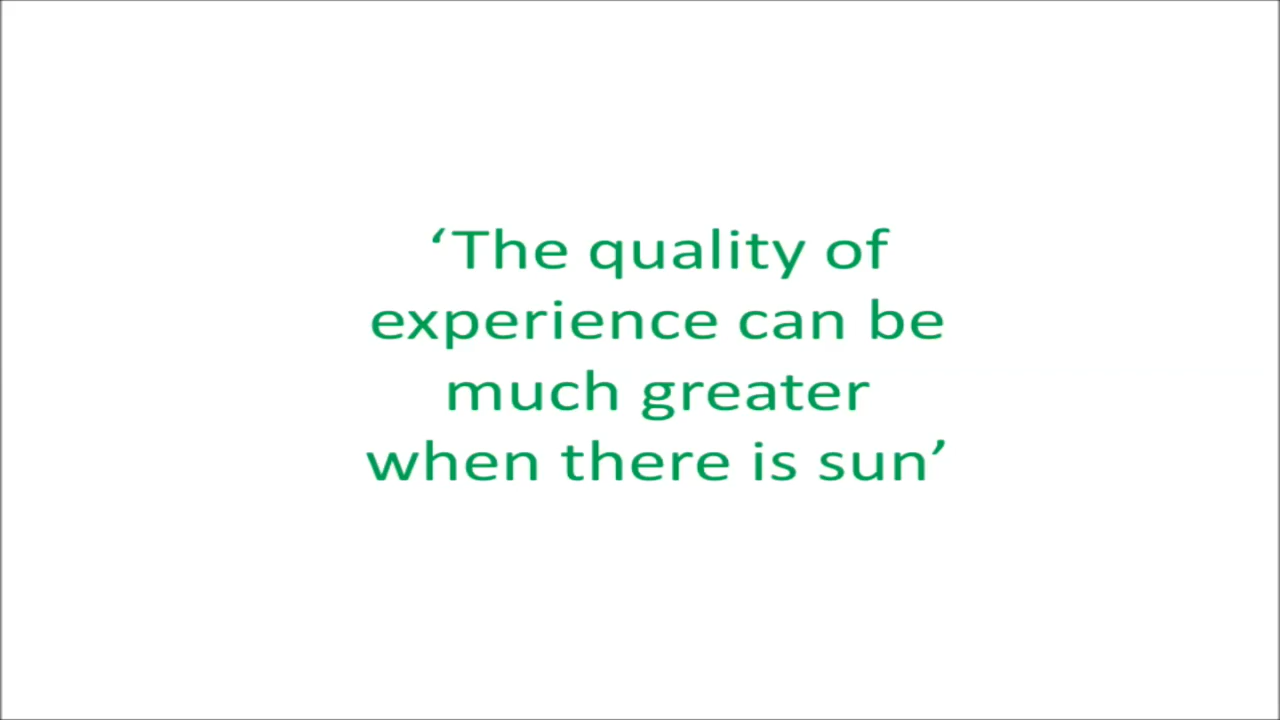 ‘The quality of
experience can be
much greater
when there is sun’